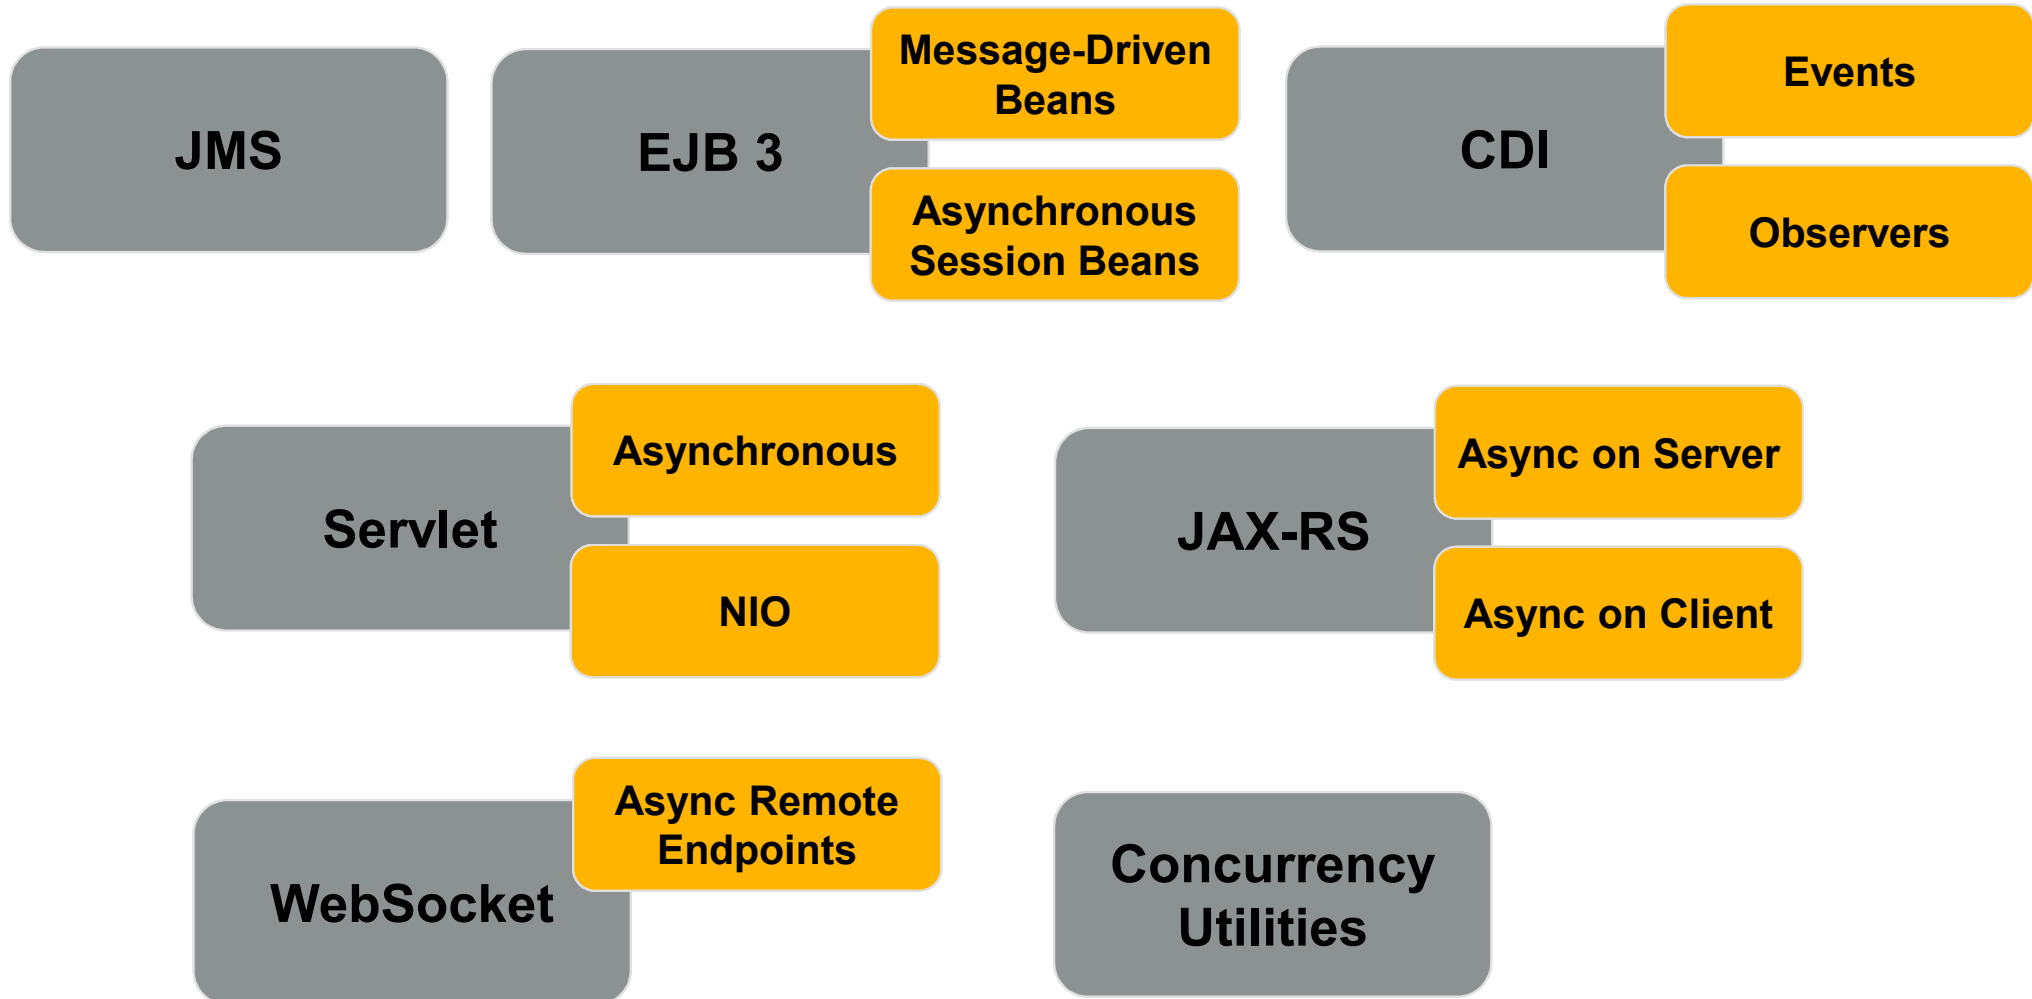 JMS
EJB 3
Message-Driven
Beans
Asynchronous
Session Beans
CDI
Events
Observers
Servlet
Asynchronous
NIO
JAX-RS
Async on Server
Async on Client
WebSocket
Async Remote
Endpoints
Concurrency
Utilities